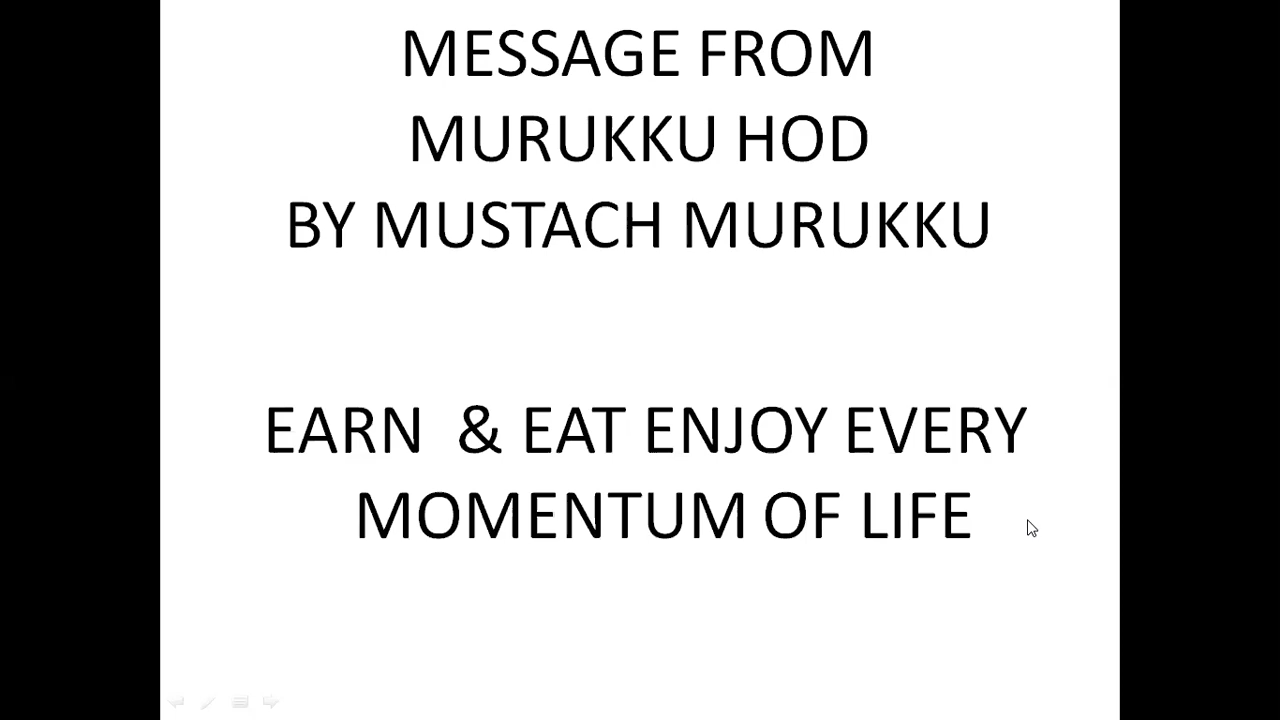 MESSAGE FROM
MURUKKU HOD
BY MUSTACH MURUKKU
EARN & EAT ENJOY EVERY
MOMENTUM OF LIFE